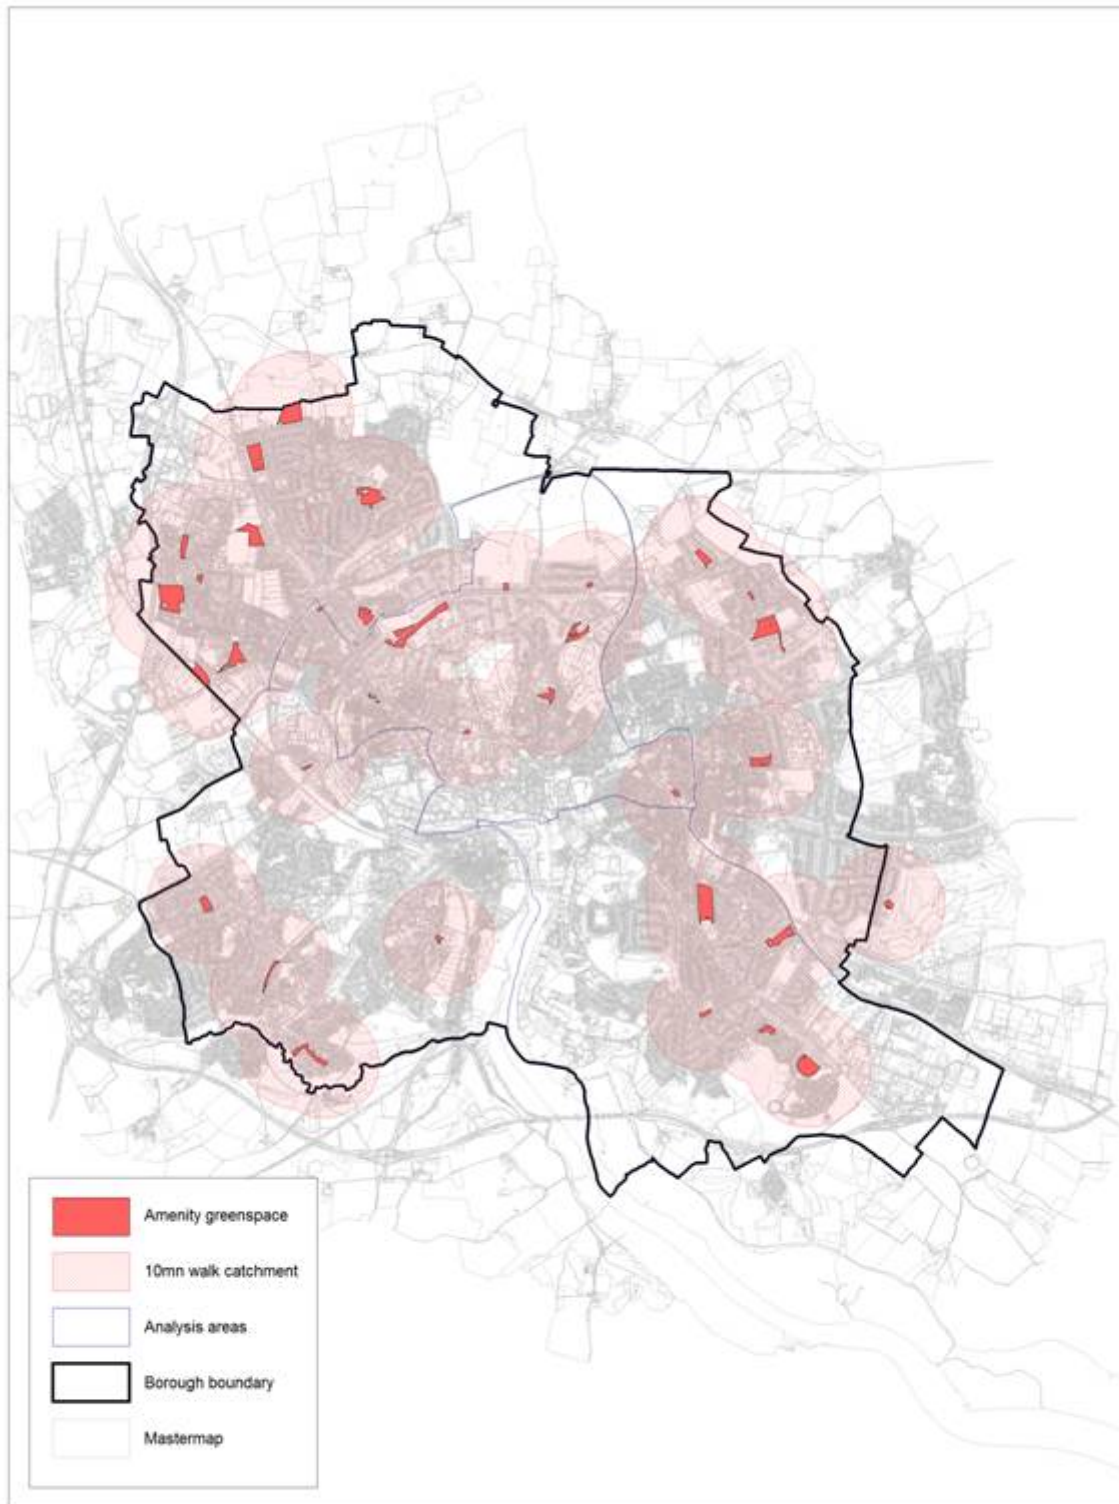 Amenity greenspace
10mn walk catchment
Analysis areas
Borough boundary
Mastermap